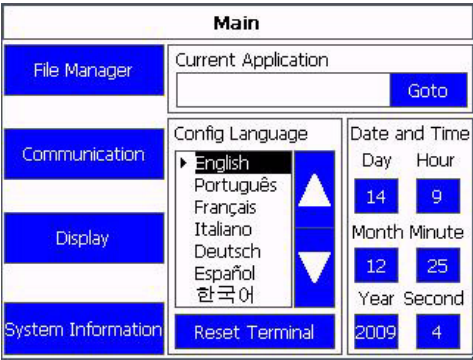 Main
File Manager
Communication
Display
System Information
Current Application
Goto
Config Language
English
Português
Français
Italiano
Deutsch
Español
한국어
Reset Terminal
Date and Time
Day Hour
14 9
Month Minute
12 25
Year Second
2009 4